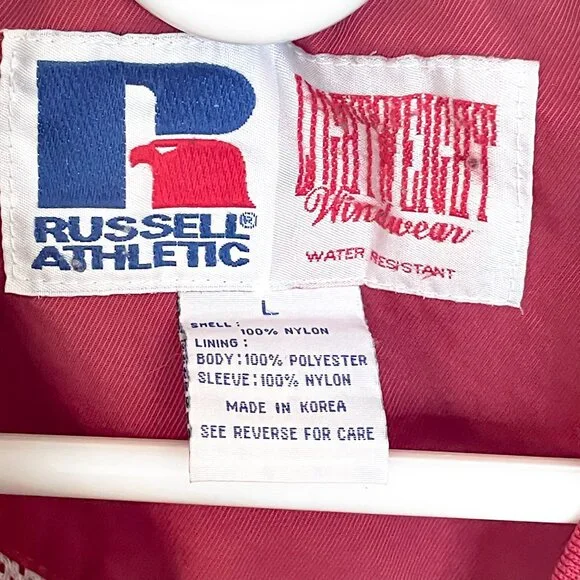 RUSSELL®
ATHLETIC
LIGHTWEIGHT
Windwear
WATER RESISTANT
L
SHELL: 100% NYLON
LINING:
BODY: 100% POLYESTER
SLEEVE: 100% NYLON
MADE IN KOREA
SEE REVERSE FOR CARE